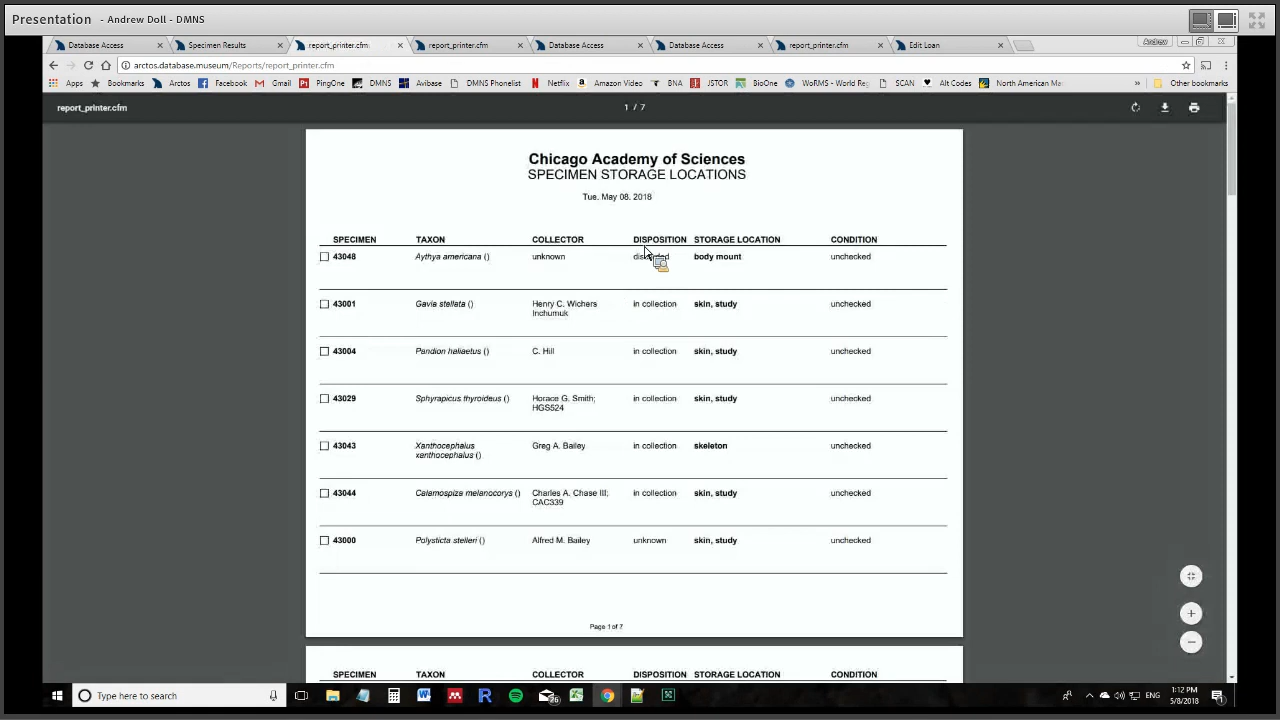 Presentation - Andrew Doll - DMNS
Database Access
Specimen Results
report_printer.cfm
report_printer.cfm
Database Access
Database Access
report_printer.cfm
Edit Loan
Andrew
arctos.database.museum/Reports/report_printer.cfm
Apps Bookmarks Arctos Facebook Gmail PingOne DMNS Avibase DMNS Phonelist Netflix Amazon Video BNA JSTOR BioOne WoRMS - World Re SCAN Alt Codes North American Ma » Other bookmarks
report_printer.cfm 1 / 7
Chicago Academy of Sciences
SPECIMEN STORAGE LOCATIONS
Tue. May 08. 2018
SPECIMEN TAXON COLLECTOR DISPOSITION STORAGE LOCATION CONDITION
43048 Aythya americana () unknown body mount unchecked
43001 Gavia stellata () Henry C. Wichers in collection skin, study unchecked
Inchumuk
43004 Pandion haliaetus () C. Hill in collection skin, study unchecked
43029 Sphyrapicus thyroideus () Horace G. Smith; in collection skin, study unchecked
HGS524
43043 Xanthocephalus Greg A. Bailey in collection skeleton unchecked
xanthocephalus ()
43044 Calamospiza melanocorys () Charles A. Chase III; in collection skin, study unchecked
CAC339
43000 Polysticta stelleri () Alfred M. Bailey unknown skin, study unchecked
Page 1 of 7
SPECIMEN TAXON COLLECTOR DISPOSITION STORAGE LOCATION CONDITION
Type here to search
26
ENG
1:12 PM
5/8/2018
1